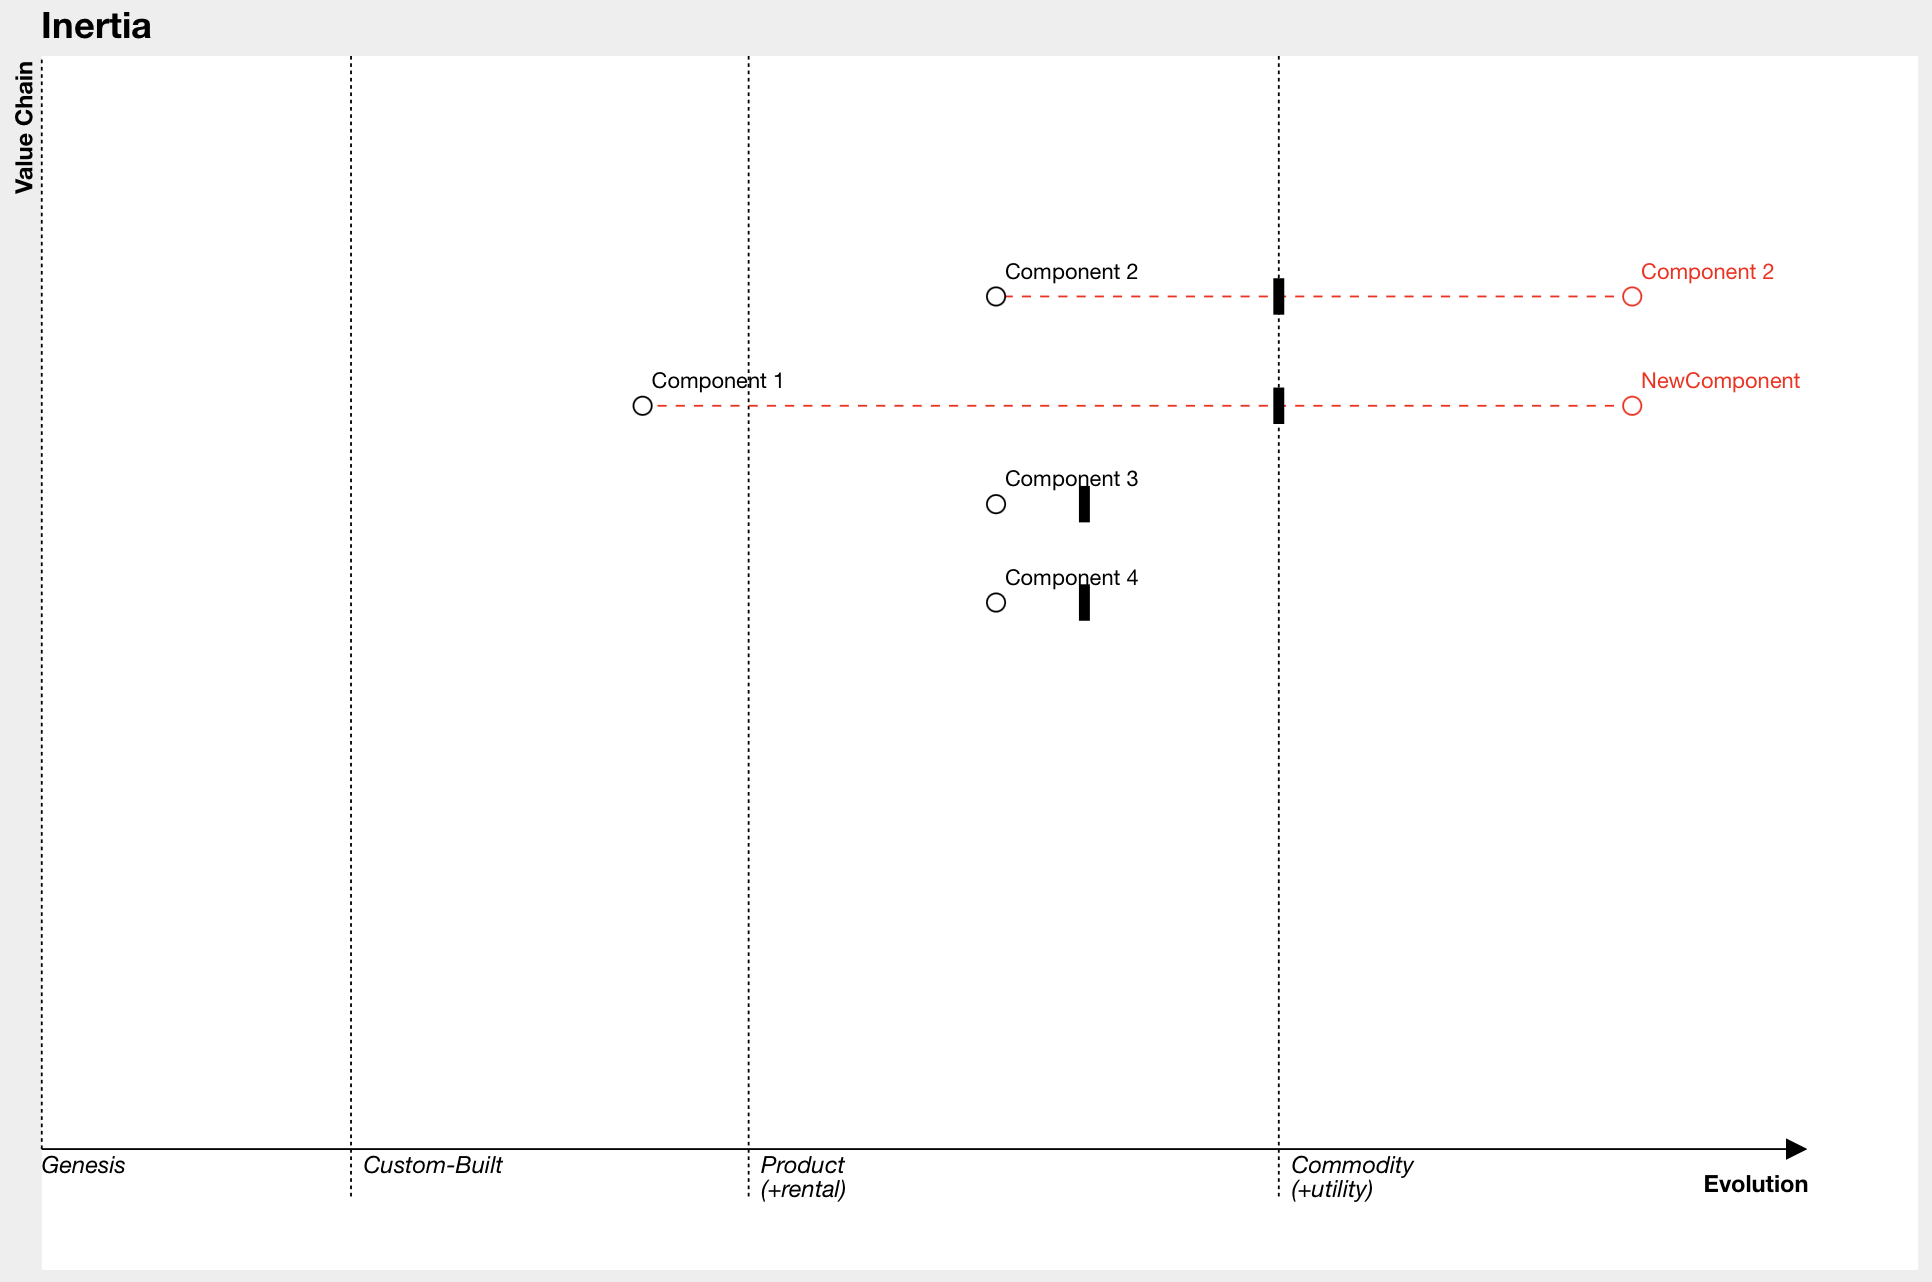 Inertia
Value Chain
Component 2
Component 2
Component 1
NewComponent
Component 3
Component 4
Genesis
Custom-Built
Product
(+rental)
Commodity
(+utility)
Evolution